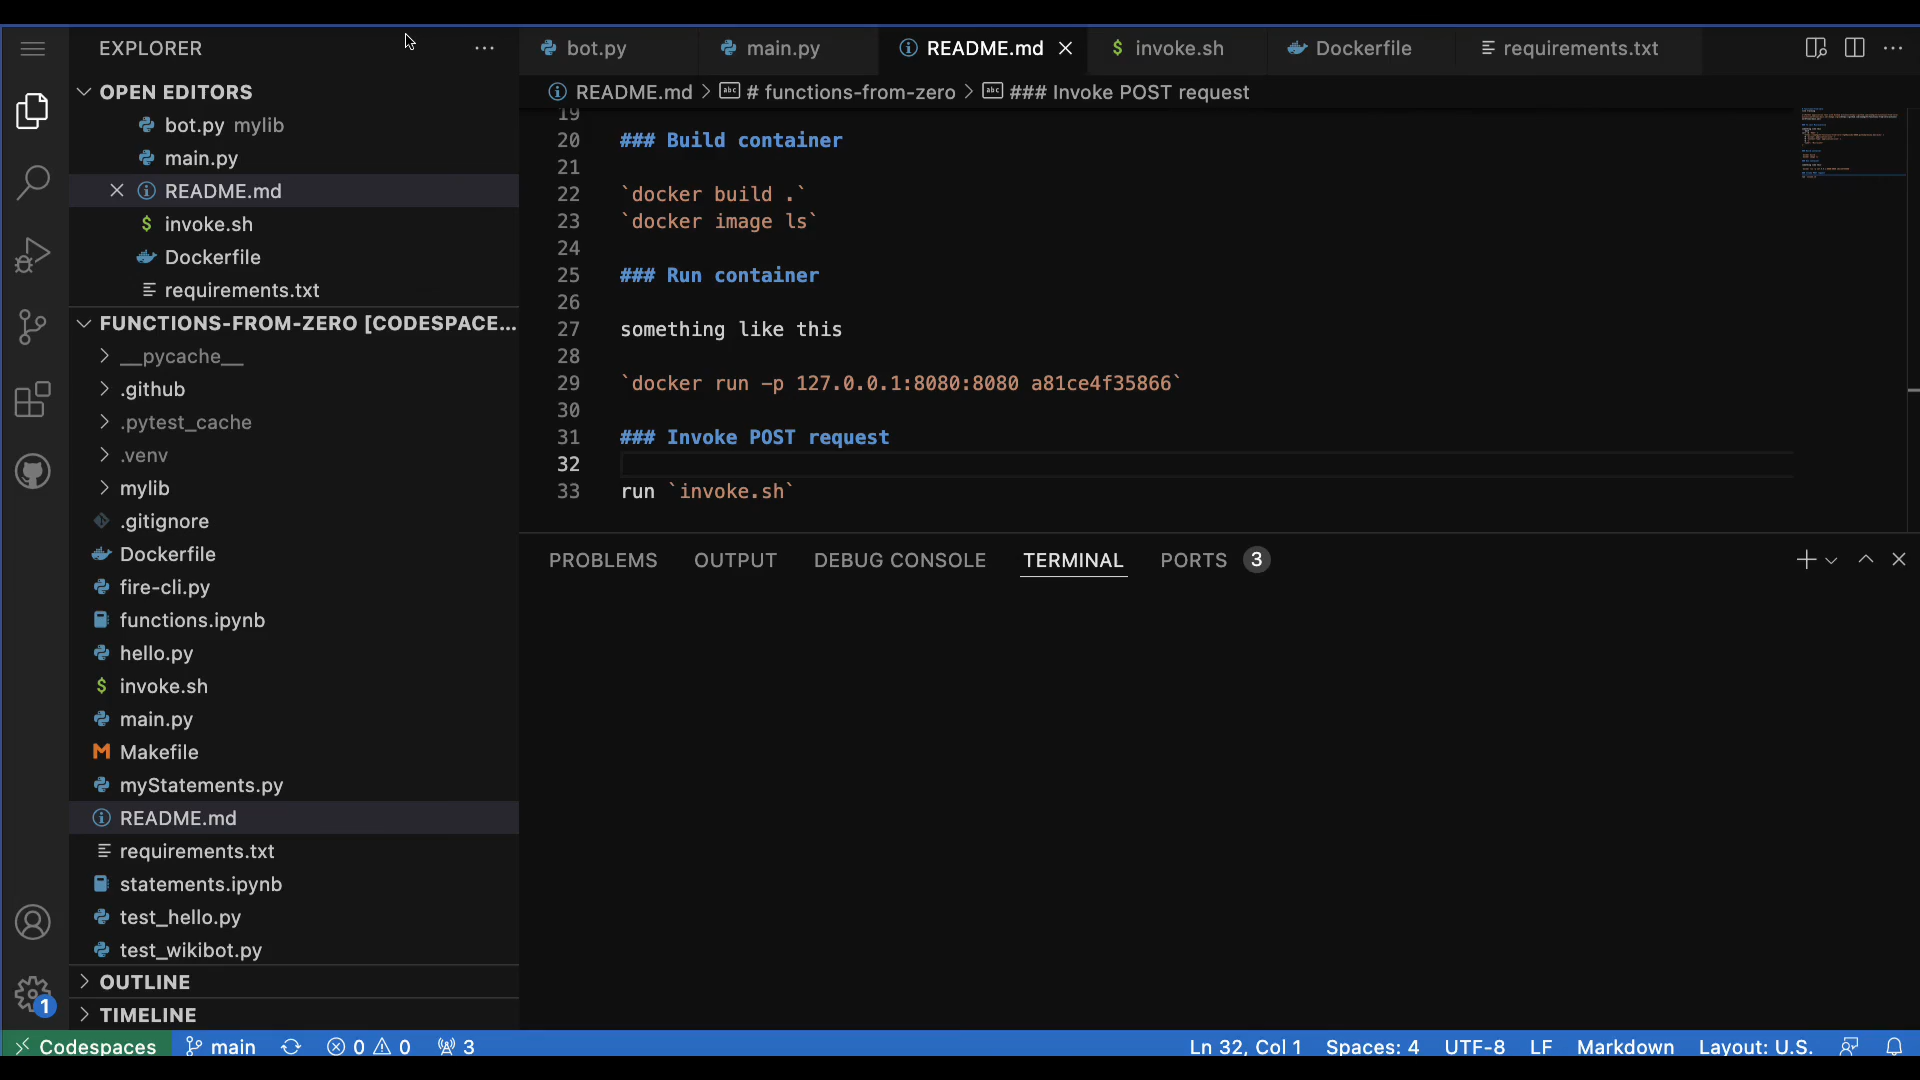 EXPLORER
OPEN EDITORS
bot.py mylib
main.py
README.md
$ invoke.sh
Dockerfile
requirements.txt
FUNCTIONS-FROM-ZERO [CODESPACE...
__pycache__
.github
.pytest_cache
.venv
mylib
.gitignore
Dockerfile
fire-cli.py
functions.ipynb
hello.py
$ invoke.sh
main.py
M Makefile
myStatements.py
README.md
requirements.txt
statements.ipynb
test_hello.py
test_wikibot.py
OUTLINE
TIMELINE
1
bot.py main.py README.md $ invoke.sh Dockerfile requirements.txt
README.md > abc # functions-from-zero > abc ### Invoke POST request
19
20 ### Build container
21
22 `docker build .`
23 `docker image ls`
24
25 ### Run container
26
27 something like this
28
29 `docker run -p 127.0.0.1:8080:8080 a81ce4f35866`
30
31 ### Invoke POST request
32
33 run `invoke.sh`
PROBLEMS OUTPUT DEBUG CONSOLE TERMINAL PORTS 3
Codespaces main 0 0 3 Ln 32, Col 1 Spaces: 4 UTF-8 LF Markdown Layout: U.S.